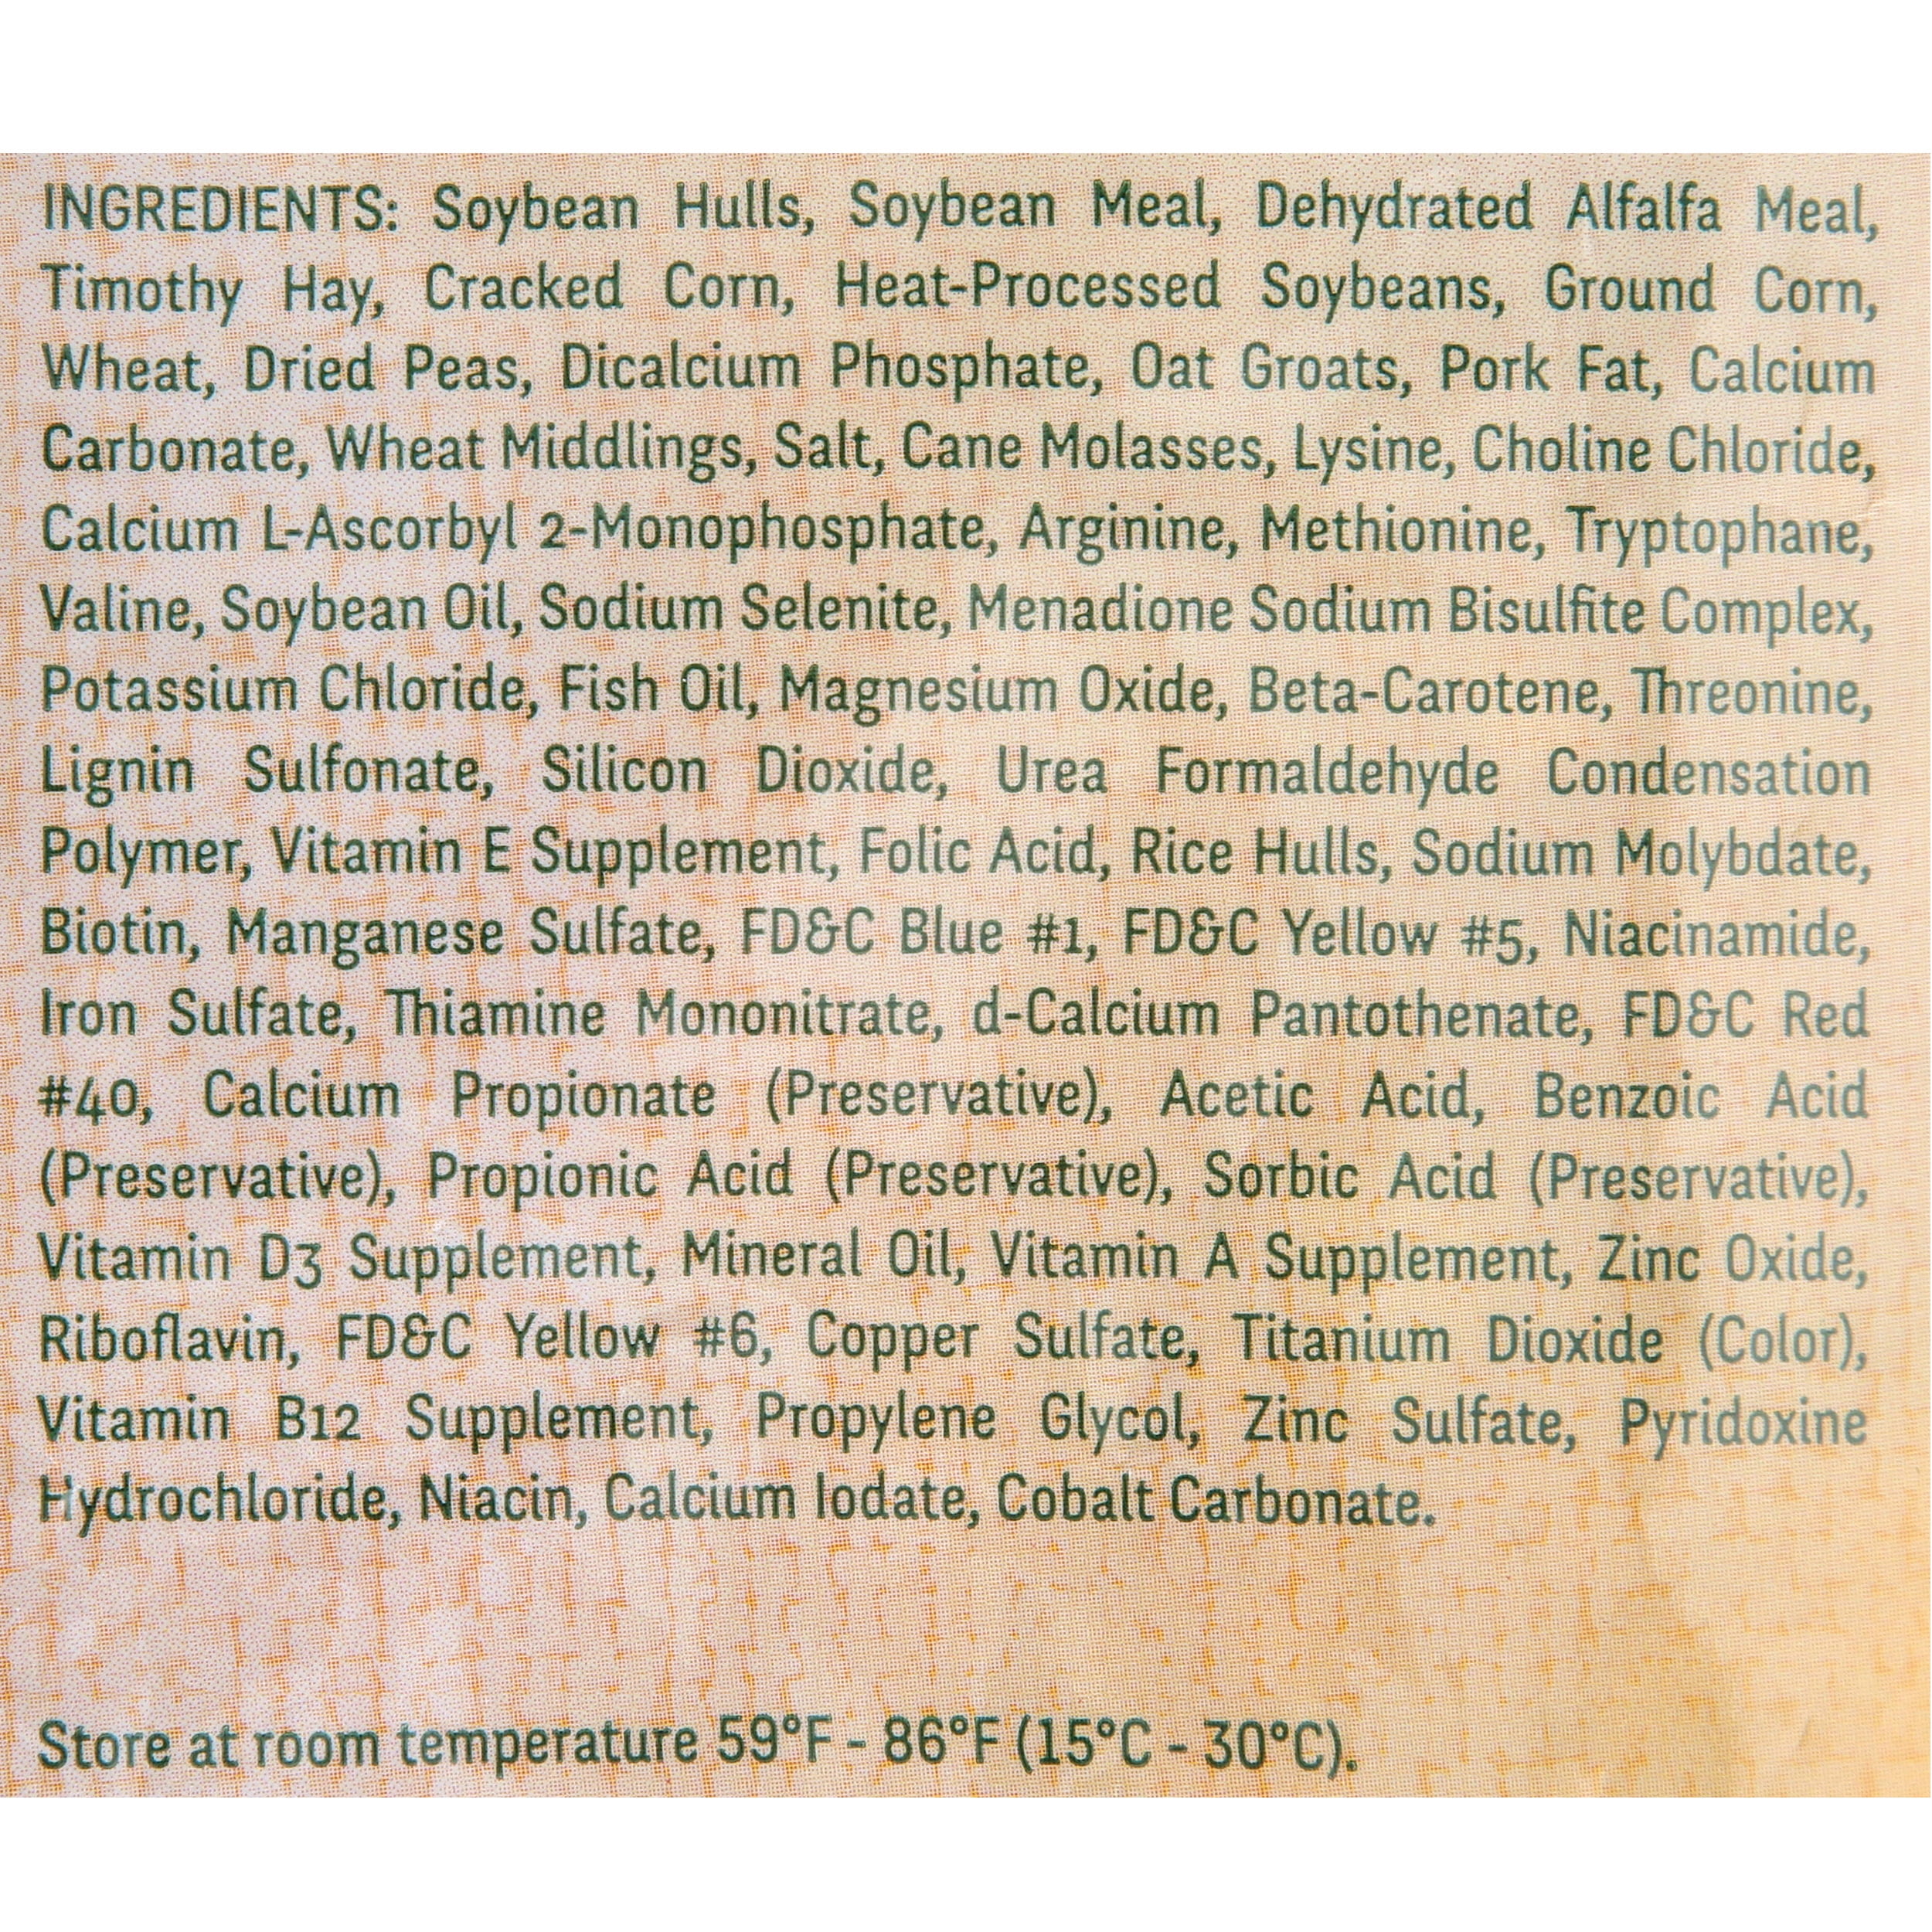 INGREDIENTS: Soybean Hulls, Soybean Meal, Dehydrated Alfalfa Meal,
Timothy Hay, Cracked Corn, Heat-Processed Soybeans, Ground Corn,
Wheat, Dried Peas, Dicalcium Phosphate, Oat Groats, Pork Fat, Calcium
Carbonate, Wheat Middlings, Salt, Cane Molasses, Lysine, Choline Chloride,
Calcium L-Ascorbyl 2-Monophosphate, Arginine, Methionine, Tryptophane,
Valine, Soybean Oil, Sodium Selenite, Menadione Sodium Bisulfite Complex,
Potassium Chloride, Fish Oil, Magnesium Oxide, Beta-Carotene, Threonine,
Lignin Sulfonate, Silicon Dioxide, Urea Formaldehyde Condensation
Polymer, Vitamin E Supplement, Folic Acid, Rice Hulls, Sodium Molybdate,
Biotin, Manganese Sulfate, FD&C Blue #1, FD&C Yellow #5, Niacinamide,
Iron Sulfate, Thiamine Mononitrate, d-Calcium Pantothenate, FD&C Red
#40, Calcium Propionate (Preservative), Acetic Acid, Benzoic Acid
(Preservative), Propionic Acid (Preservative), Sorbic Acid (Preservative),
Vitamin D3 Supplement, Mineral Oil, Vitamin A Supplement, Zinc Oxide,
Riboflavin, FD&C Yellow #6, Copper Sulfate, Titanium Dioxide (Color),
Vitamin B12 Supplement, Propylene Glycol, Zinc Sulfate, Pyridoxine
Hydrochloride, Niacin, Calcium Iodate, Cobalt Carbonate.
Store at room temperature 59°F - 86°F (15°C - 30°C).